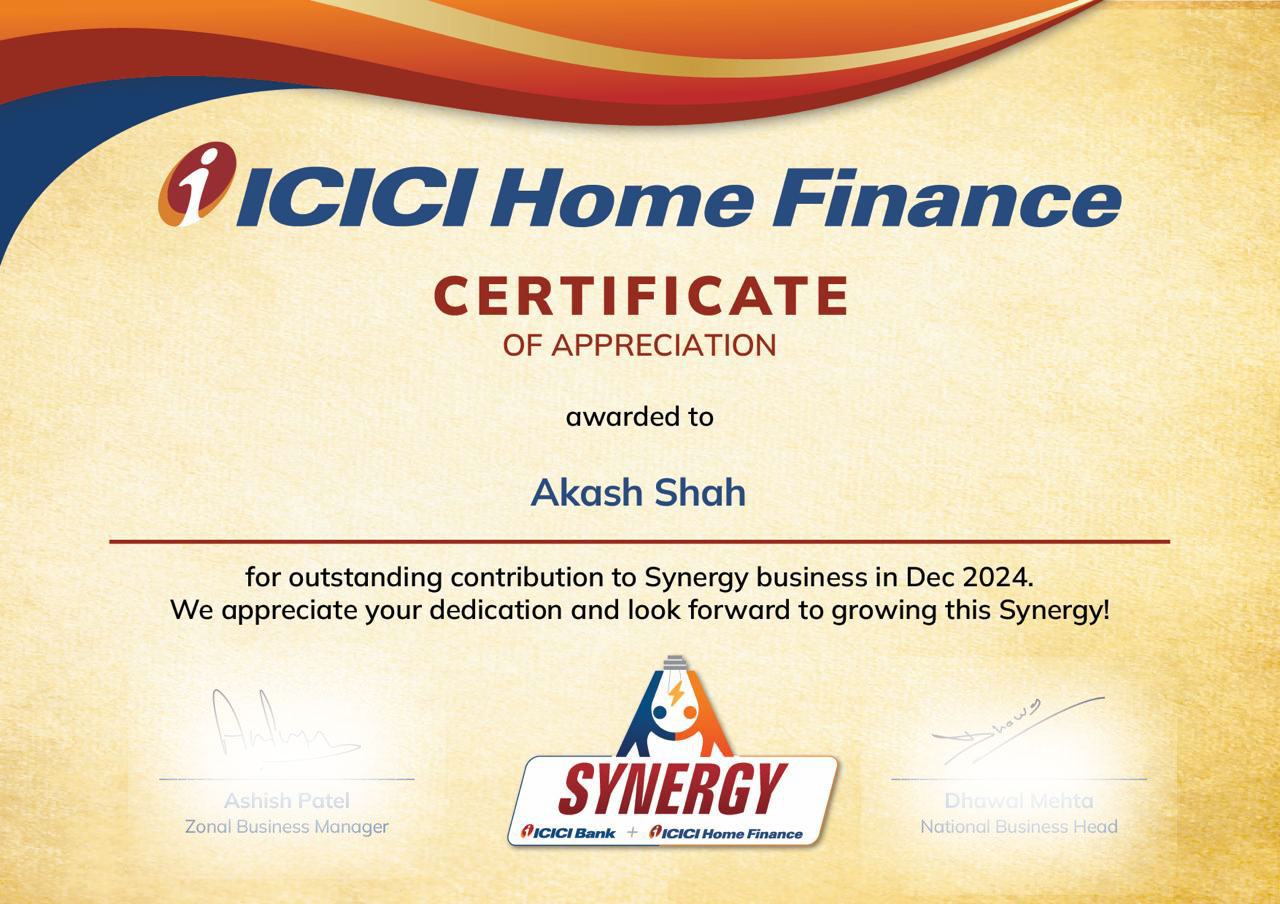 ICICI Home Finance
CERTIFICATE
OF APPRECIATION
awarded to
Akash Shah
for outstanding contribution to Synergy business in Dec 2024.
We appreciate your dedication and look forward to growing this Synergy!
Dhawal
Ashish Patel
Zonal Business Manager
SYNERGY
ICICI Bank + ICICI Home Finance
Dhawal Mehta
National Business Head